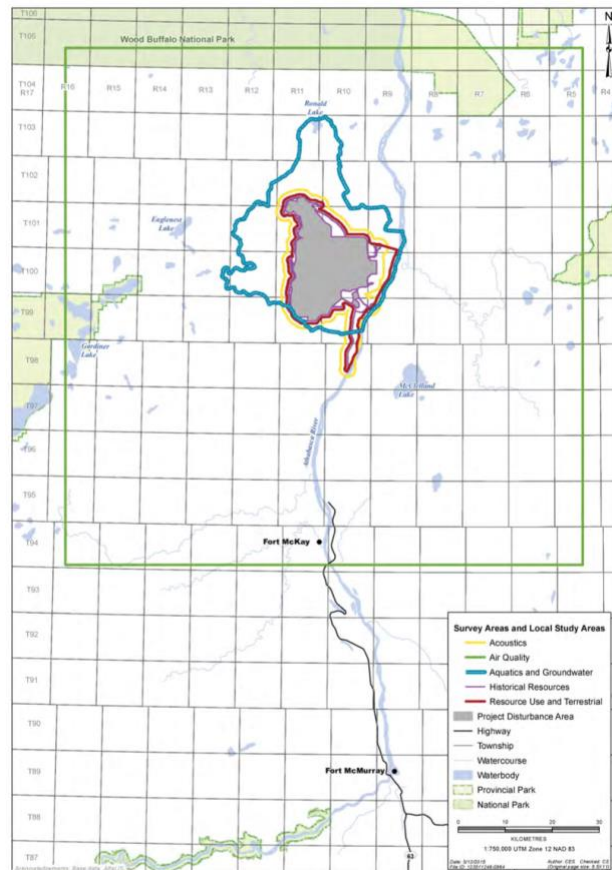 T106
T105
Wood Buffalo National Park
N
T104
R17 R16 R15 R14 R13 R12 R11 R10 R9 R8 R7 R6 R5 R4
T103
Ronald
Lake
T102
T101
Eaglenest
Lake
T100
T99
Gardiner
Lake
T98
McClelland
Lake
T97
Athabasca River
T96
T95
Fort McKay
T94
T93
T92
T91
T90
Fort McMurray
T89
T88
T87
63
Survey Areas and Local Study Areas
Acoustics
Air Quality
Aquatics and Groundwater
Historical Resources
Resource Use and Terrestrial
Project Disturbance Area
Highway
Township
Watercourse
Waterbody
Provincial Park
National Park
0 10 20 30
KILOMETRES
1:750,000 UTM Zone 12 NAD 83